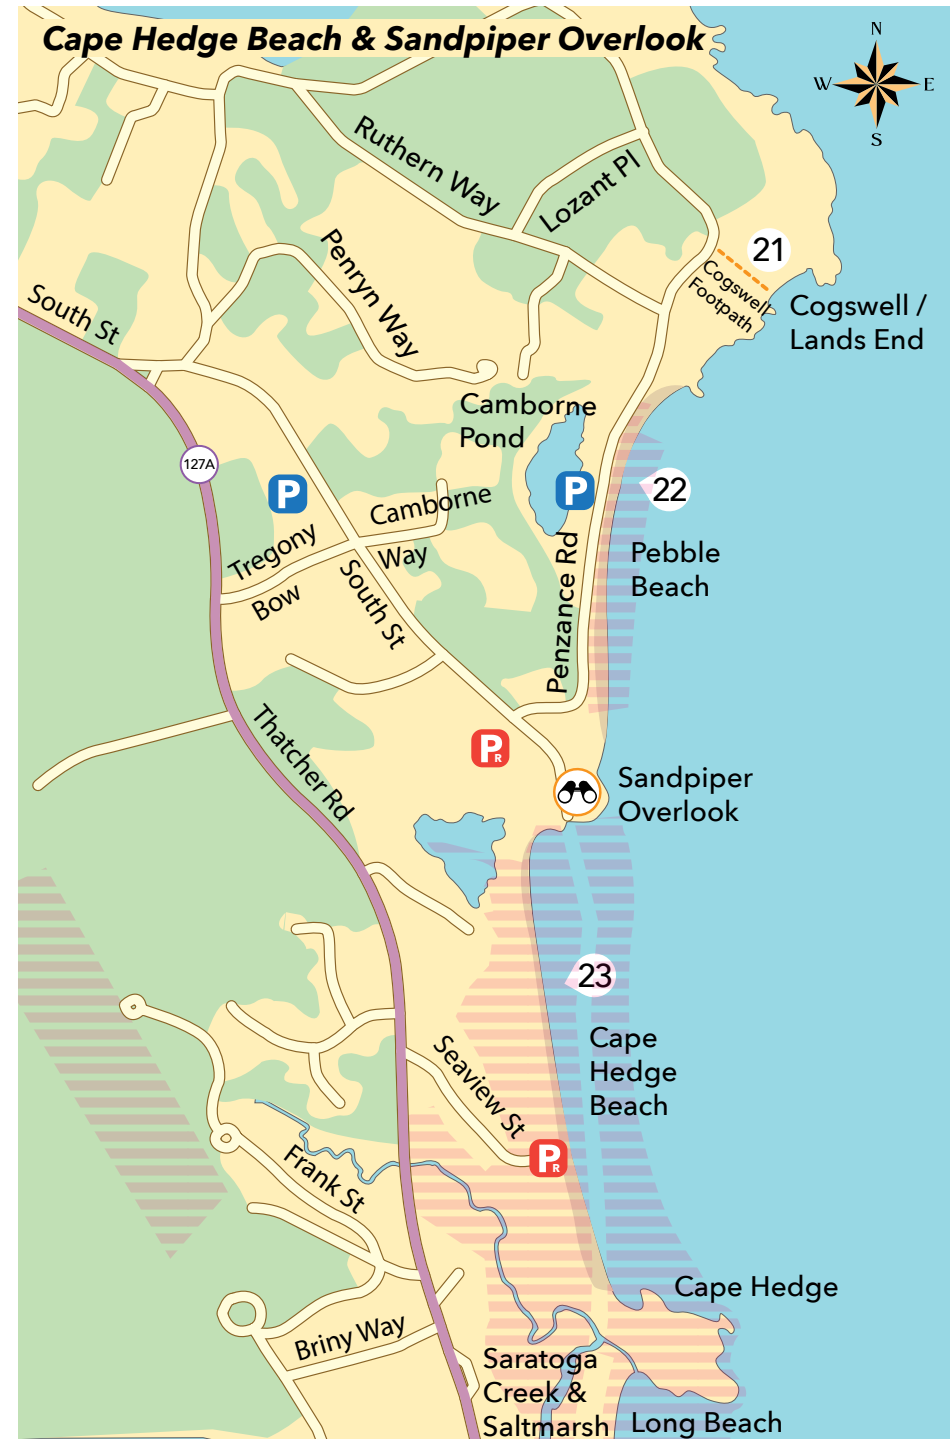 Cape Hedge Beach & Sandpiper Overlook
N
W E
S
Ruthern Way
Lozant Pl
21
Penryn Way
Cogswell
Footpath
South St
Cogswell /
Lands End
Camborne
Pond
127A
P
P
22
Camborne
Way
Tregony
Bow
Pebble
Beach
South St
Penzance Rd
Thatcher Rd
PR
Sandpiper
Overlook
23
Cape
Hedge
Beach
Seaview St
PR
Frank St
Cape Hedge
Briny Way
Saratoga
Creek &
Saltmarsh
Long Beach